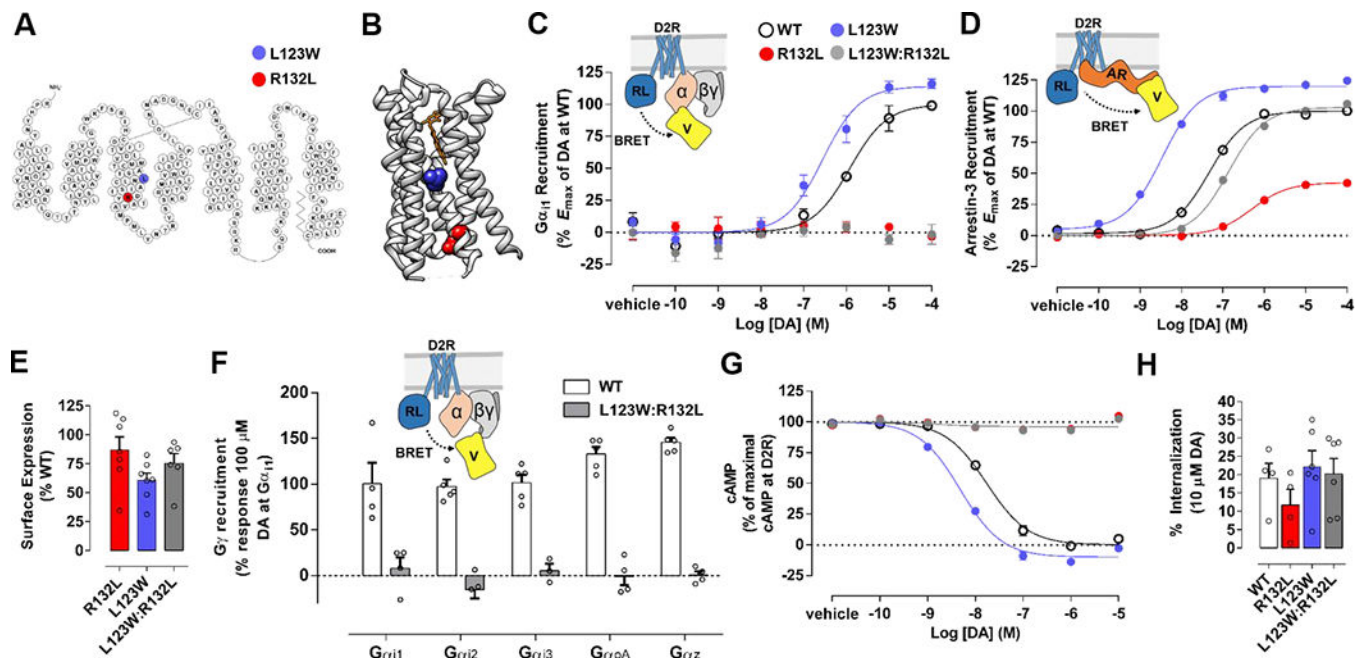 A
L123W
R132L
NH₂
COOH
B
C
D2R
RL
α
βγ
V
BRET
WT
L123W
R132L
L123W:R132L
Gαi1 Recruitment
(% Emax of DA at WT)
125
100
75
50
25
0
-25
vehicle -10 -9 -8 -7 -6 -5 -4
Log [DA] (M)
D
D2R
RL
AR
V
BRET
Arrestin-3 Recruitment
(% Emax of DA at WT)
125
100
75
50
25
0
-25
vehicle -10 -9 -8 -7 -6 -5 -4
Log [DA] (M)
E
Surface Expression
(% WT)
125
100
75
50
25
0
R132L
L123W
L123W:R132L
F
D2R
RL
α
βγ
V
BRET
WT
L123W:R132L
Gγ recruitment
(% response 100 μM
DA at Gαi1)
200
150
100
50
0
Gαi1 Gαi2 Gαi3 GαoA Gαz
G
cAMP
(% of maximal
cAMP at D2R)
125
100
75
50
25
0
-25
vehicle -10 -9 -8 -7 -6 -5
Log [DA] (M)
H
% Internalization
(10 μM DA)
40
35
30
25
20
15
10
5
0
WT
R132L
L123W
L123W:R132L